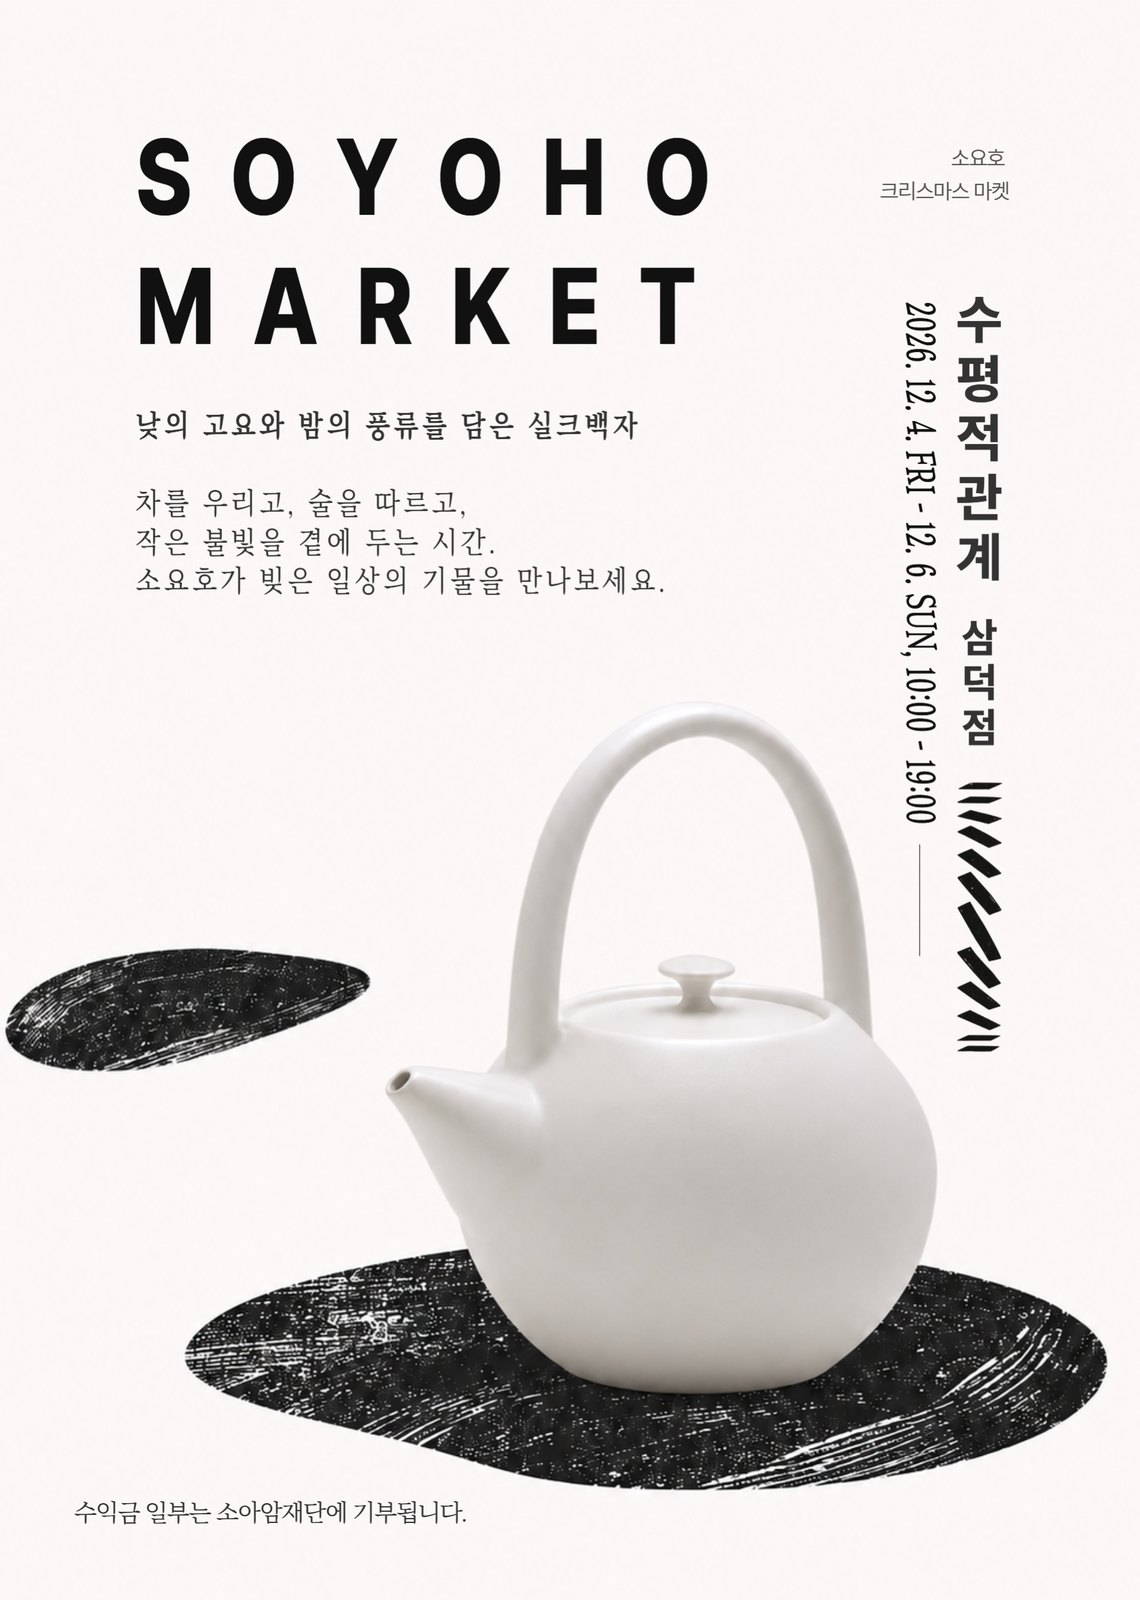 SOYOHO
MARKET
소요호
크리스마스 마켓
낮의 고요와 밤의 풍류를 담은 실크백자
차를 우리고, 술을 따르고,
작은 불빛을 곁에 두는 시간.
소요호가 빚은 일상의 기물을 만나보세요.
수평적관계 삼덕점
2026. 12. 4. FRI - 12. 6. SUN, 10:00 - 19:00
수익금 일부는 소아암재단에 기부됩니다.